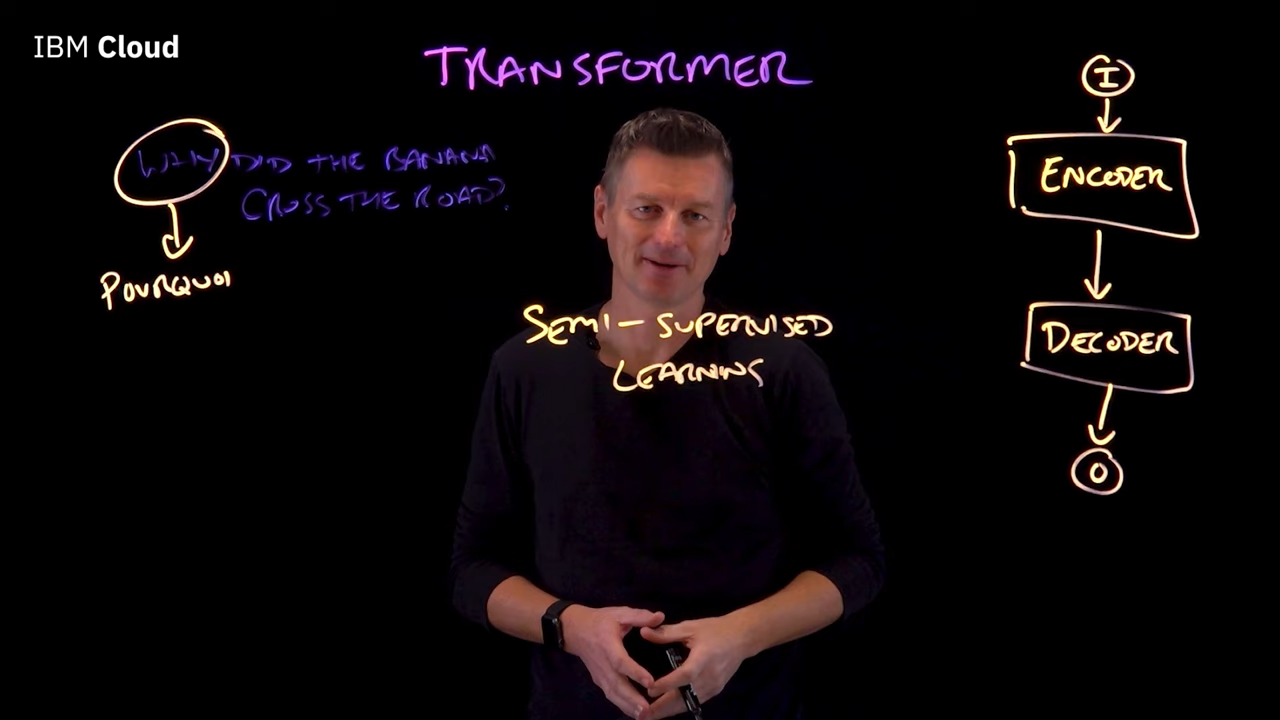 IBM Cloud
TRANSFORMER
WHY DID THE BANANA
CROSS THE ROAD?
POURQUOI
SEMI-SUPERVISED
LEARNING
I
ENCODER
DECODER
O